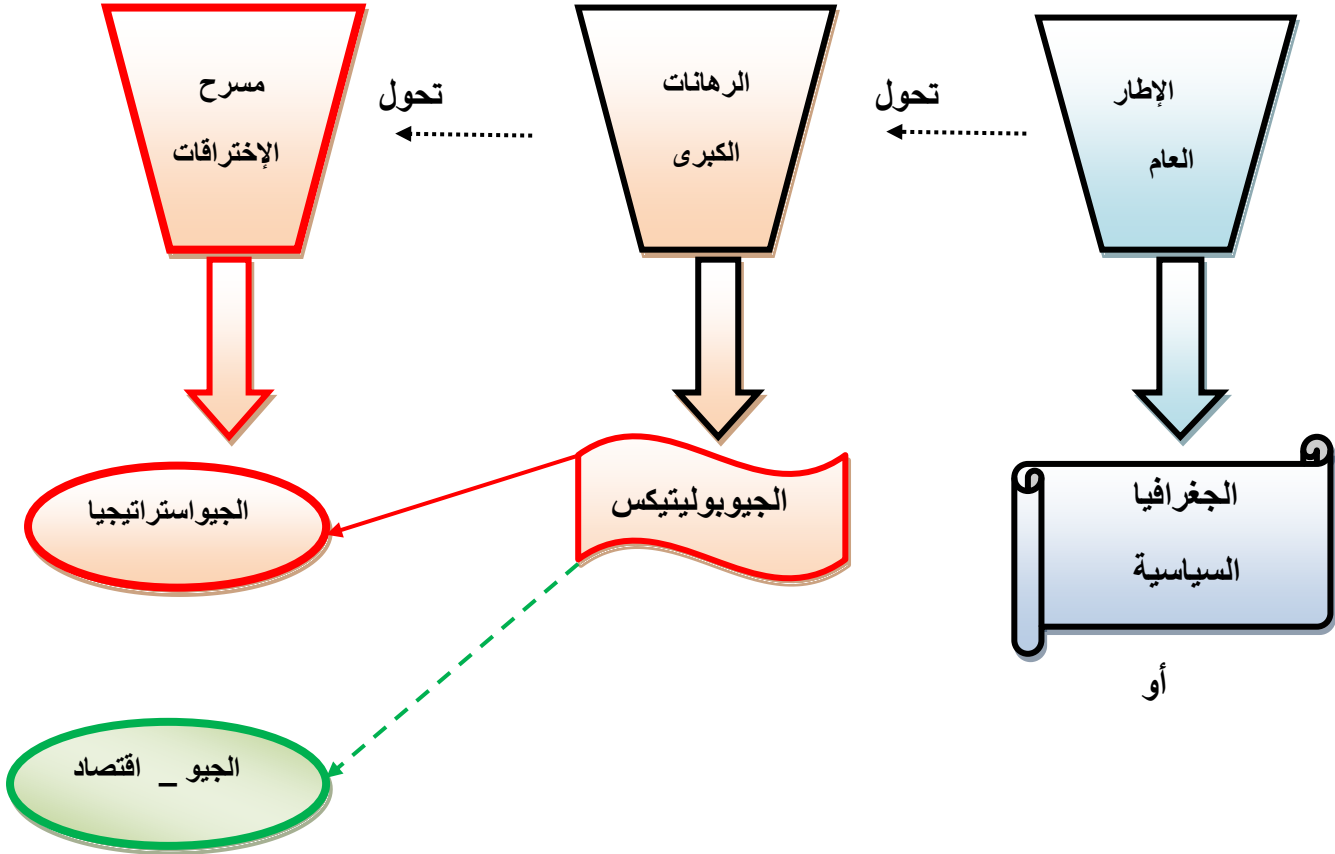 الإطار
العام
تحول
الرهانات
الكبرى
تحول
مسرح
الإختراقات
الجغرافيا
السياسية
أو
الجيوبوليتيكس
الجيواستراتيجيا
الجيو _ اقتصاد